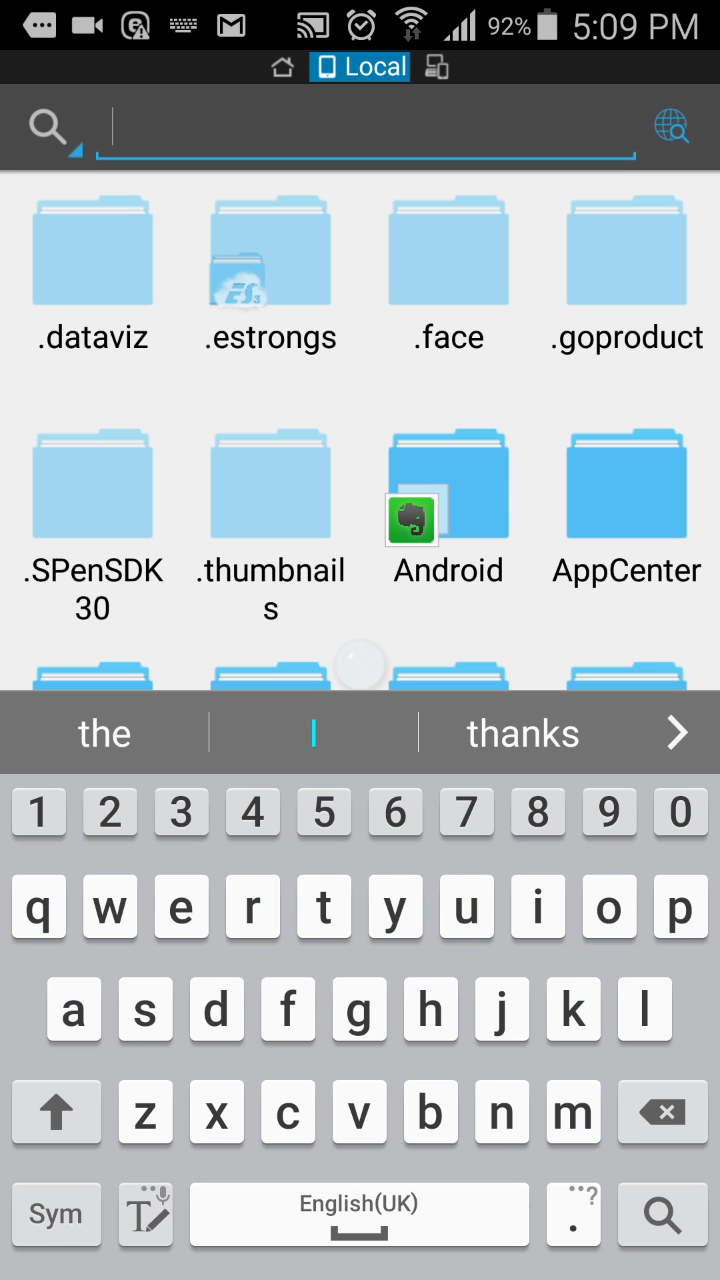 92% 5:09 PM
Local
.dataviz .estrongs .face .goproduct
.SPenSDK .thumbnail Android AppCenter
30 s
the I thanks
1 2 3 4 5 6 7 8 9 0
q w e r t y u i o p
a s d f g h j k l
z x c v b n m
Sym T English(UK) . ?